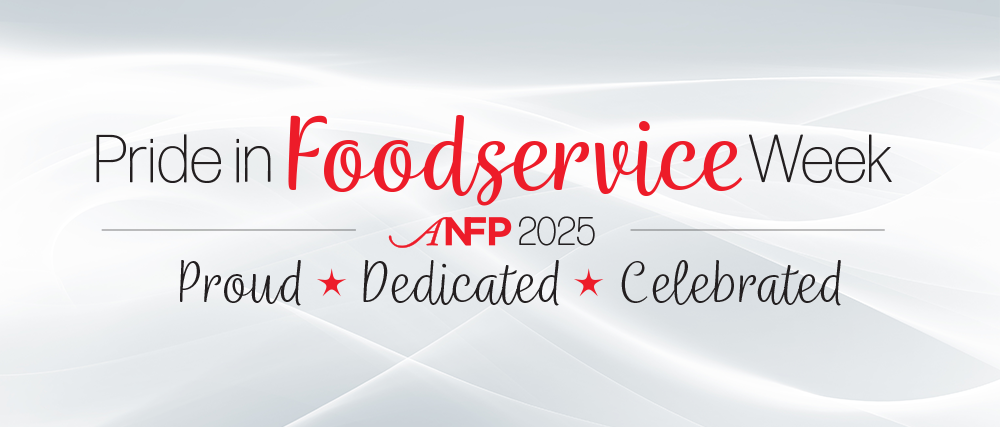 Pride in Foodservice Week
ANFP 2025
Proud ★ Dedicated ★ Celebrated